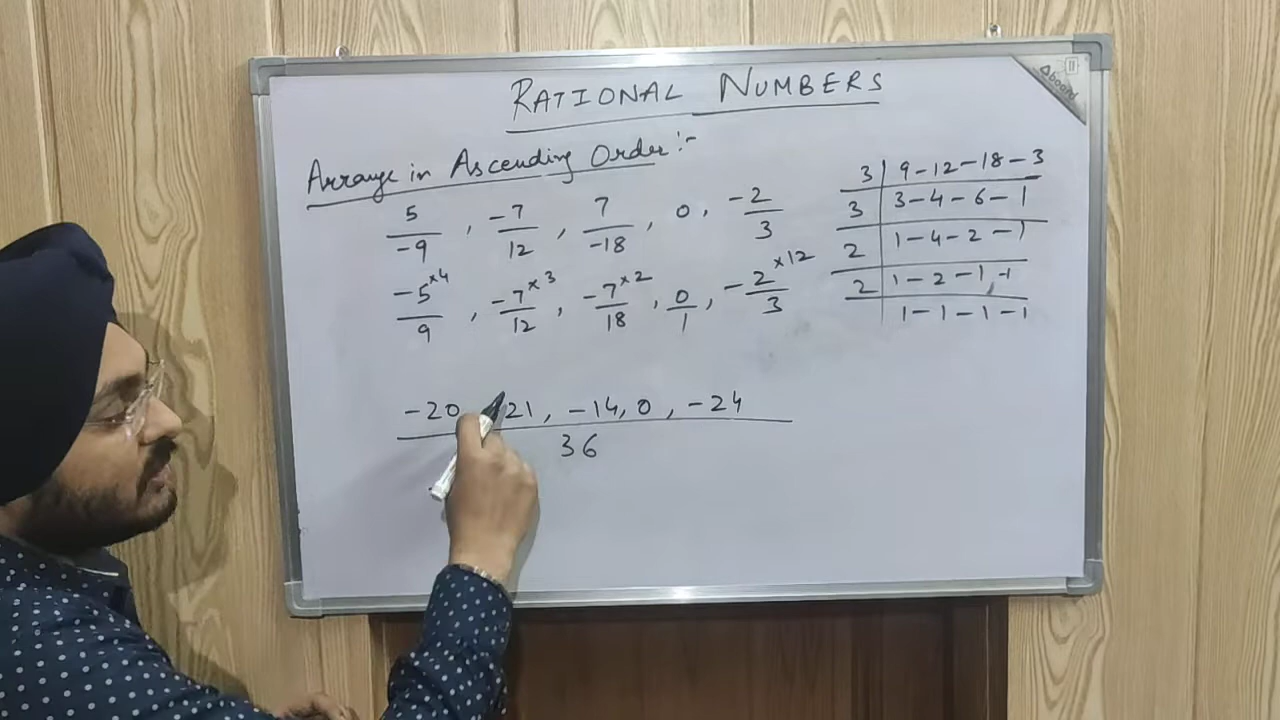 RATIONAL NUMBERS
Aboard
Arrange in Ascending Order:-
5/-9 , -7/12 , 7/-18 , 0 , -2/3
-5×4/9 , -7×3/12 , -7×2/18 , 0/1 , -2×12/3
-20 21, -14, 0, -24
36
3 | 9-12-18-3
3 | 3-4-6-1
2 | 1-4-2-1
2 | 1-2-1,-1
1-1-1-1